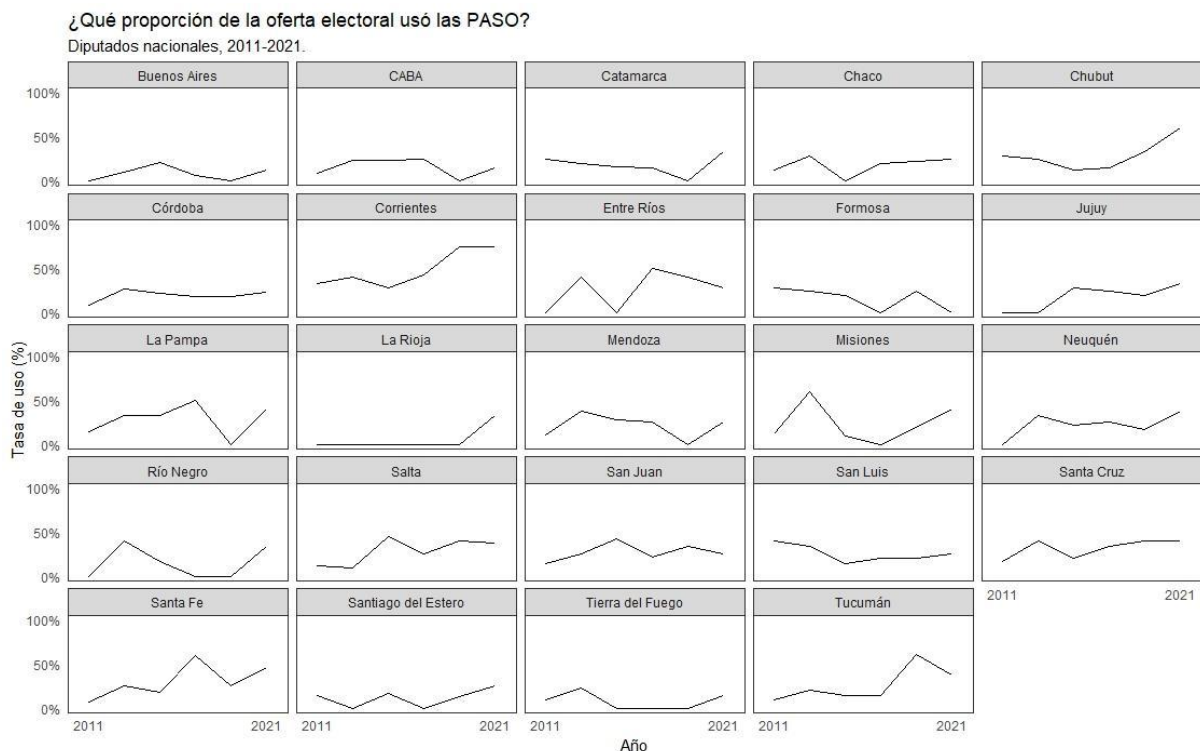 ¿Qué proporción de la oferta electoral usó las PASO?
Diputados nacionales, 2011-2021.
Tasa de uso (%)
Buenos Aires
CABA
Catamarca
Chaco
Chubut
100%
50%
0%
Córdoba
Corrientes
Entre Ríos
Formosa
Jujuy
100%
50%
0%
La Pampa
La Rioja
Mendoza
Misiones
Neuquén
100%
50%
0%
Río Negro
Salta
San Juan
San Luis
Santa Cruz
100%
50%
0%
2011
2021
Santa Fe
Santiago del Estero
Tierra del Fuego
Tucumán
100%
50%
0%
2011
2021
2011
2021
2011
2021
2011
2021
Año